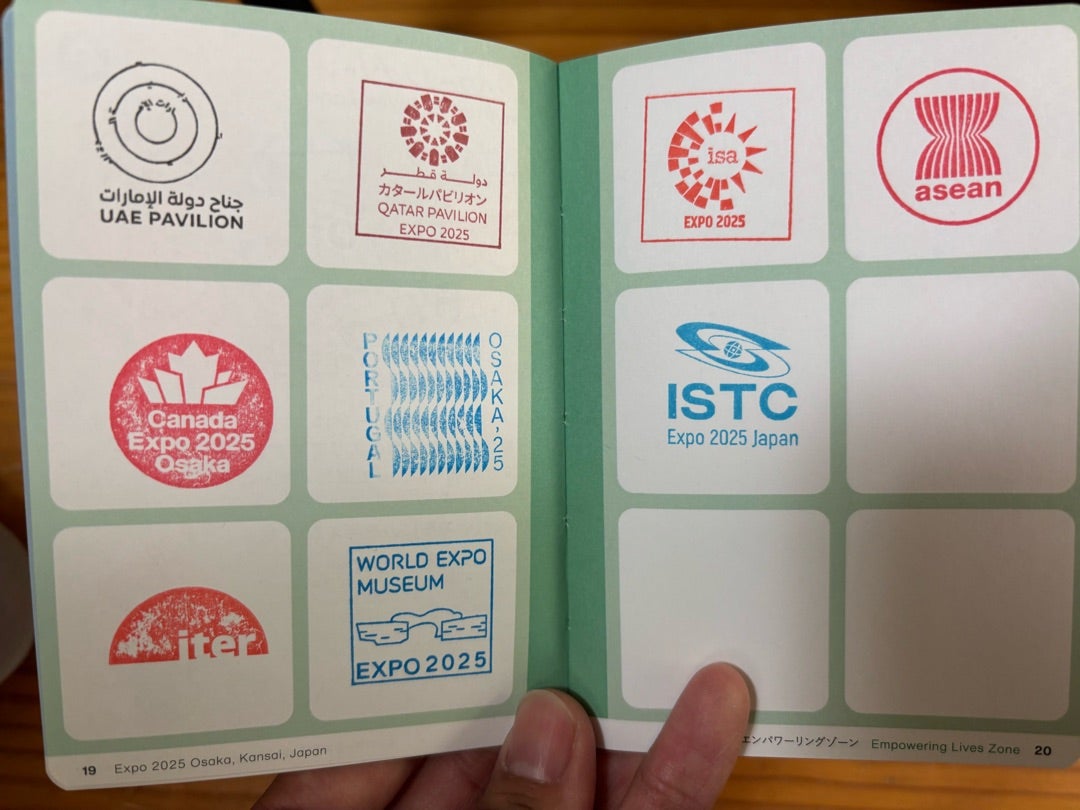 جناح دولة الإمارات
UAE PAVILION
دولة قطر
カタールパビリオン
QATAR PAVILION
EXPO 2025
Canada
Expo 2025
Osaka
PORTUGAL
OSAKA,'25
iter
WORLD EXPO
MUSEUM
EXPO 2025
19 Expo 2025 Osaka, Kansai, Japan
isa
EXPO 2025
asean
ISTC
Expo 2025 Japan
エンパワーリングゾーン Empowering Lives Zone 20